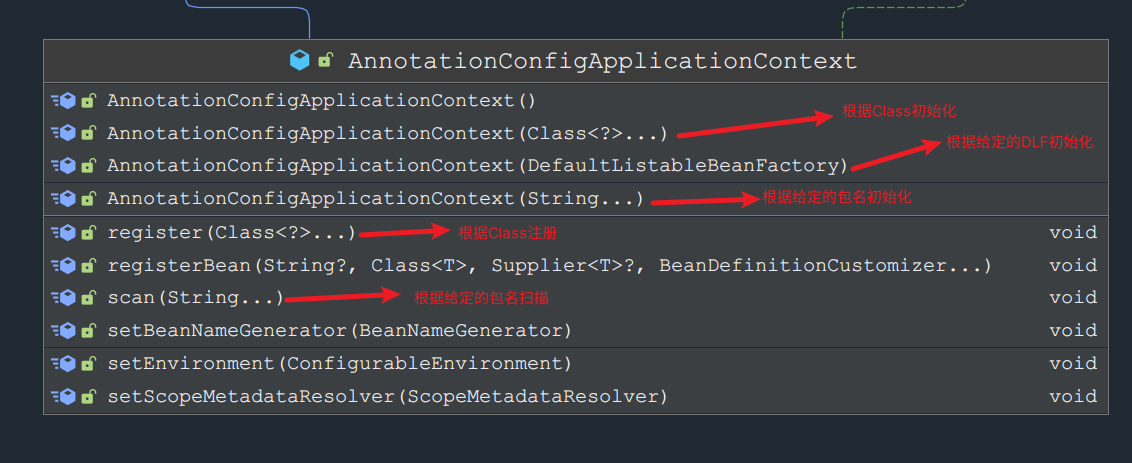 AnnotationConfigApplicationContext
AnnotationConfigApplicationContext()
AnnotationConfigApplicationContext(Class<?>...) 根据Class初始化
AnnotationConfigApplicationContext(DefaultListableBeanFactory) 根据给定的DLF初始化
AnnotationConfigApplicationContext(String...) 根据给定的包名初始化
register(Class<?>...) 根据Class注册 void
registerBean(String?, Class<T>, Supplier<T>?, BeanDefinitionCustomizer...) void
scan(String...) 根据给定的包名扫描 void
setBeanNameGenerator(BeanNameGenerator) void
setEnvironment(ConfigurableEnvironment) void
setScopeMetadataResolver(ScopeMetadataResolver) void